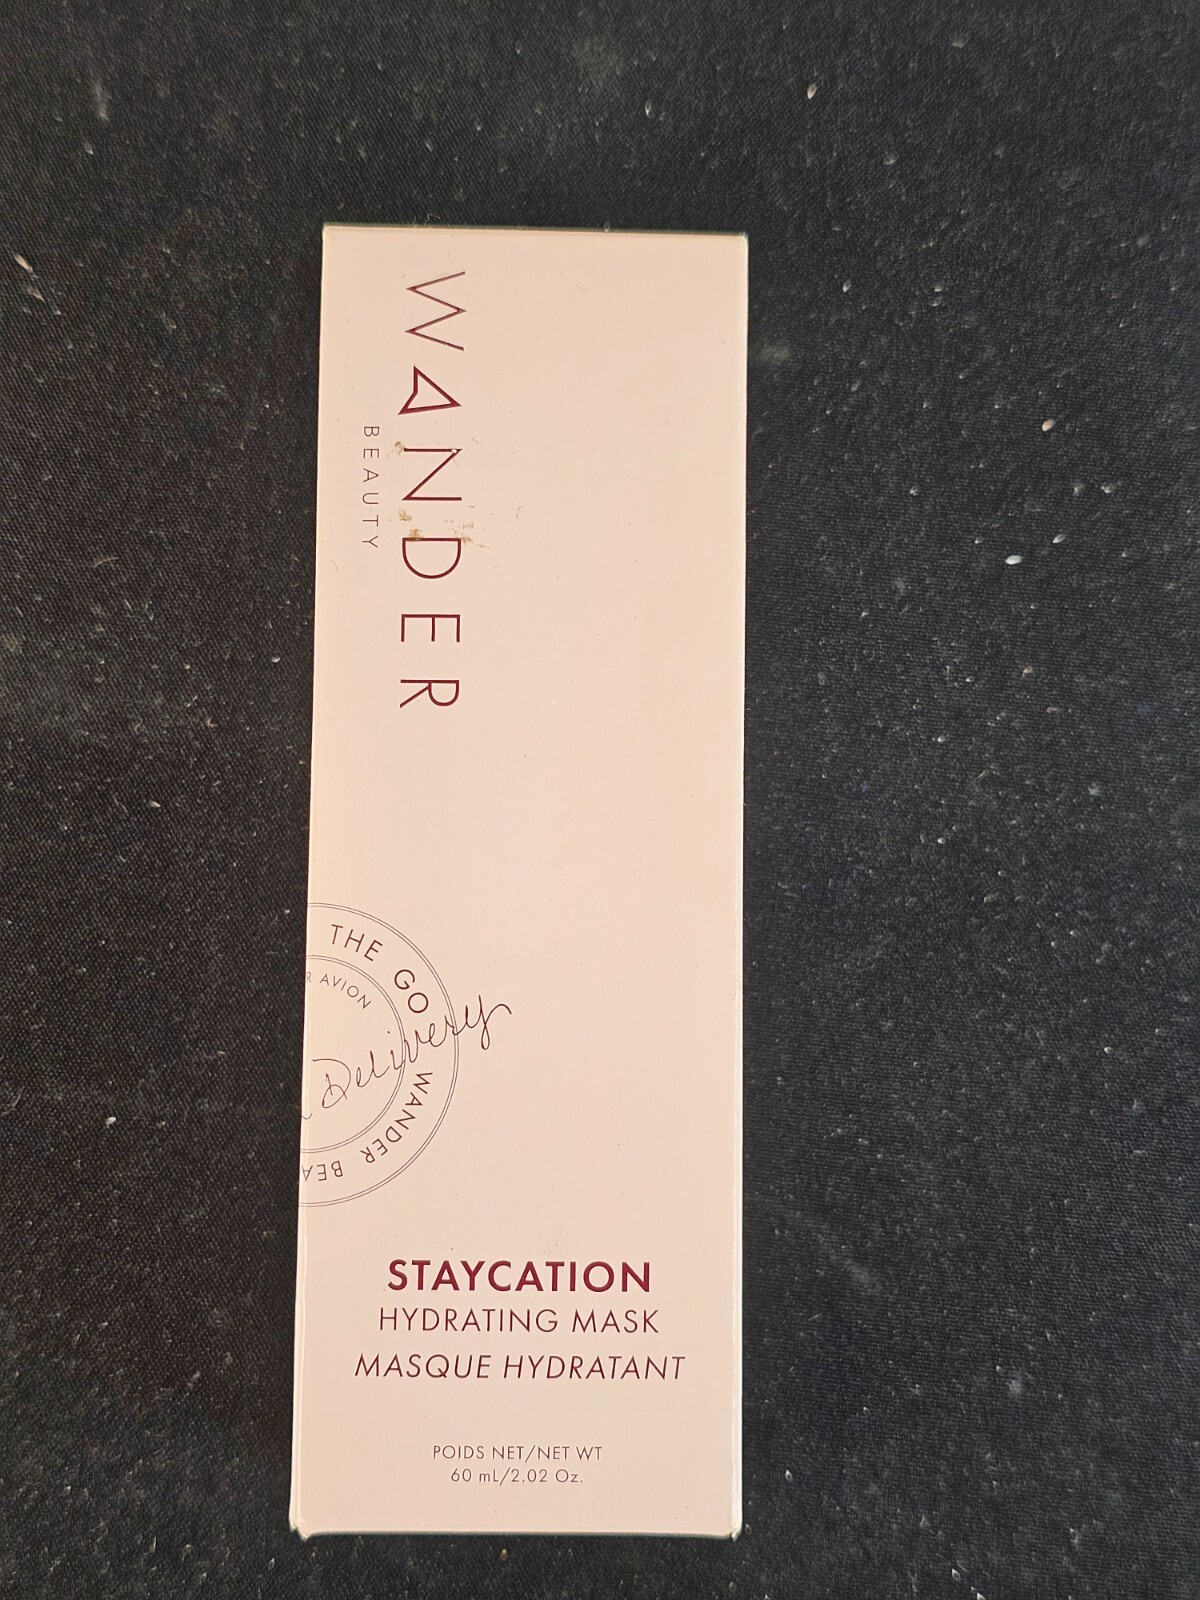 WANDER
BEAUTY
THE GO
AVION
Delivery
WANDER BEA
STAYCATION
HYDRATING MASK
MASQUE HYDRATANT
POIDS NET/NET WT
60 mL/2.02 Oz.